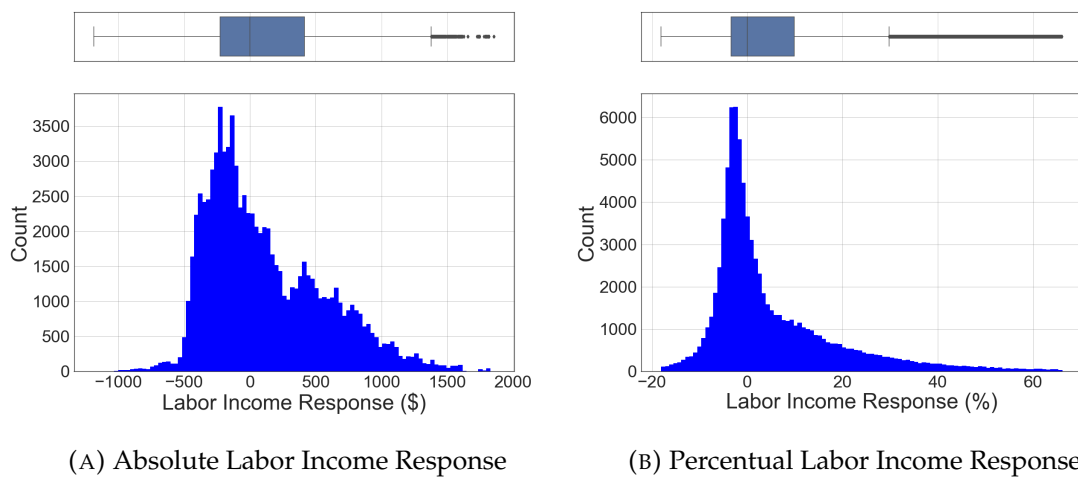 3500
3000
2500
2000
1500
1000
500
0
Count
−1000 −500 0 500 1000 1500 2000
Labor Income Response ($)
(A) Absolute Labor Income Response
6000
5000
4000
3000
2000
1000
0
Count
−20 0 20 40 60
Labor Income Response (%)
(B) Percentual Labor Income Response